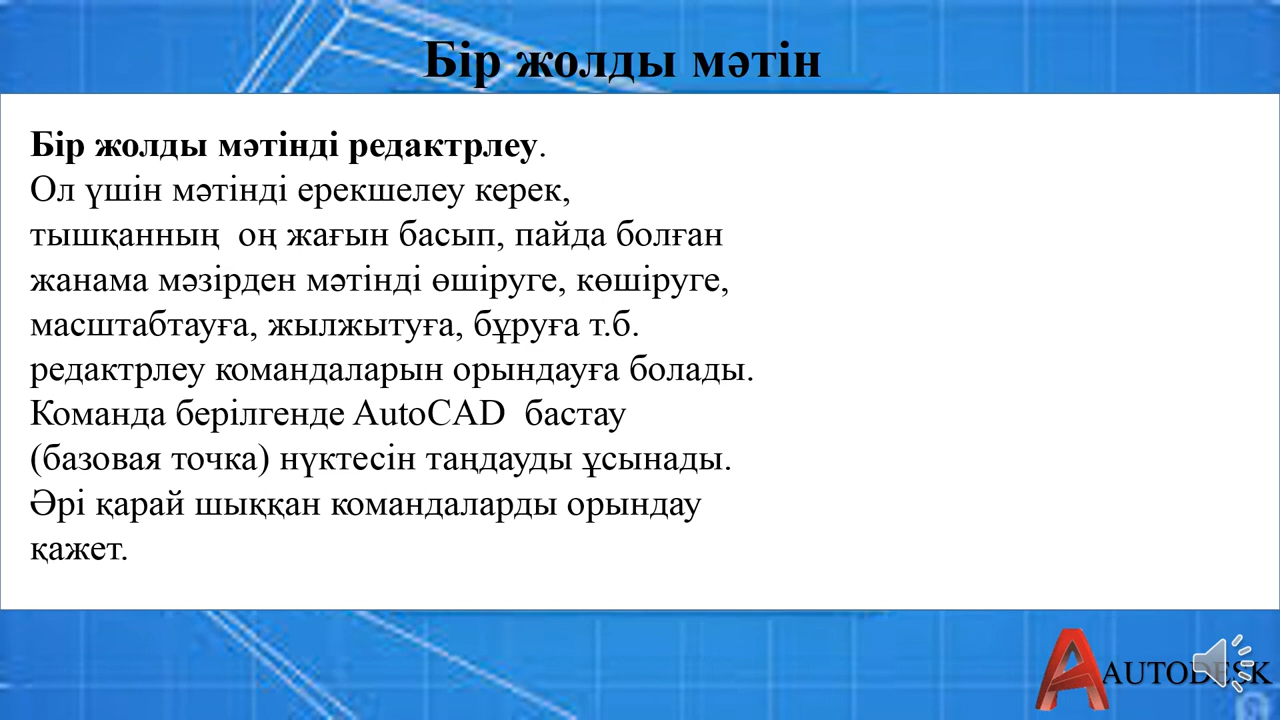 Бір жолды мәтін
Бір жолды мәтінді редактрлеу.
Ол үшін мәтінді ерекшелеу керек,
тышқанның  оң жағын басып, пайда болған
жанама мәзірден мәтінді өшіруге, көшіруге,
масштабтауға, жылжытуға, бұруға т.б.
редактрлеу командаларын орындауға болады.
Команда берілгенде AutoCAD  бастау
(базовая точка) нүктесін таңдауды ұсынады.
Әрі қарай шыққан командаларды орындау
қажет.
AUTODESK